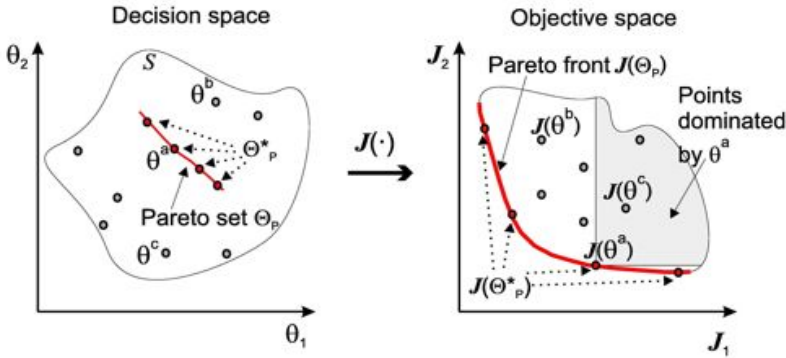 Decision space
θ₂
S
θᵇ
θᵃ
Θ*ₚ
Pareto set Θₚ
θᶜ
θ₁
J(·)
Objective space
J₂
Pareto front J(Θₚ)
Points
dominated
by θᵃ
J(θᵇ)
J(θᶜ)
J(θᵃ)
J(Θ*ₚ)
J₁